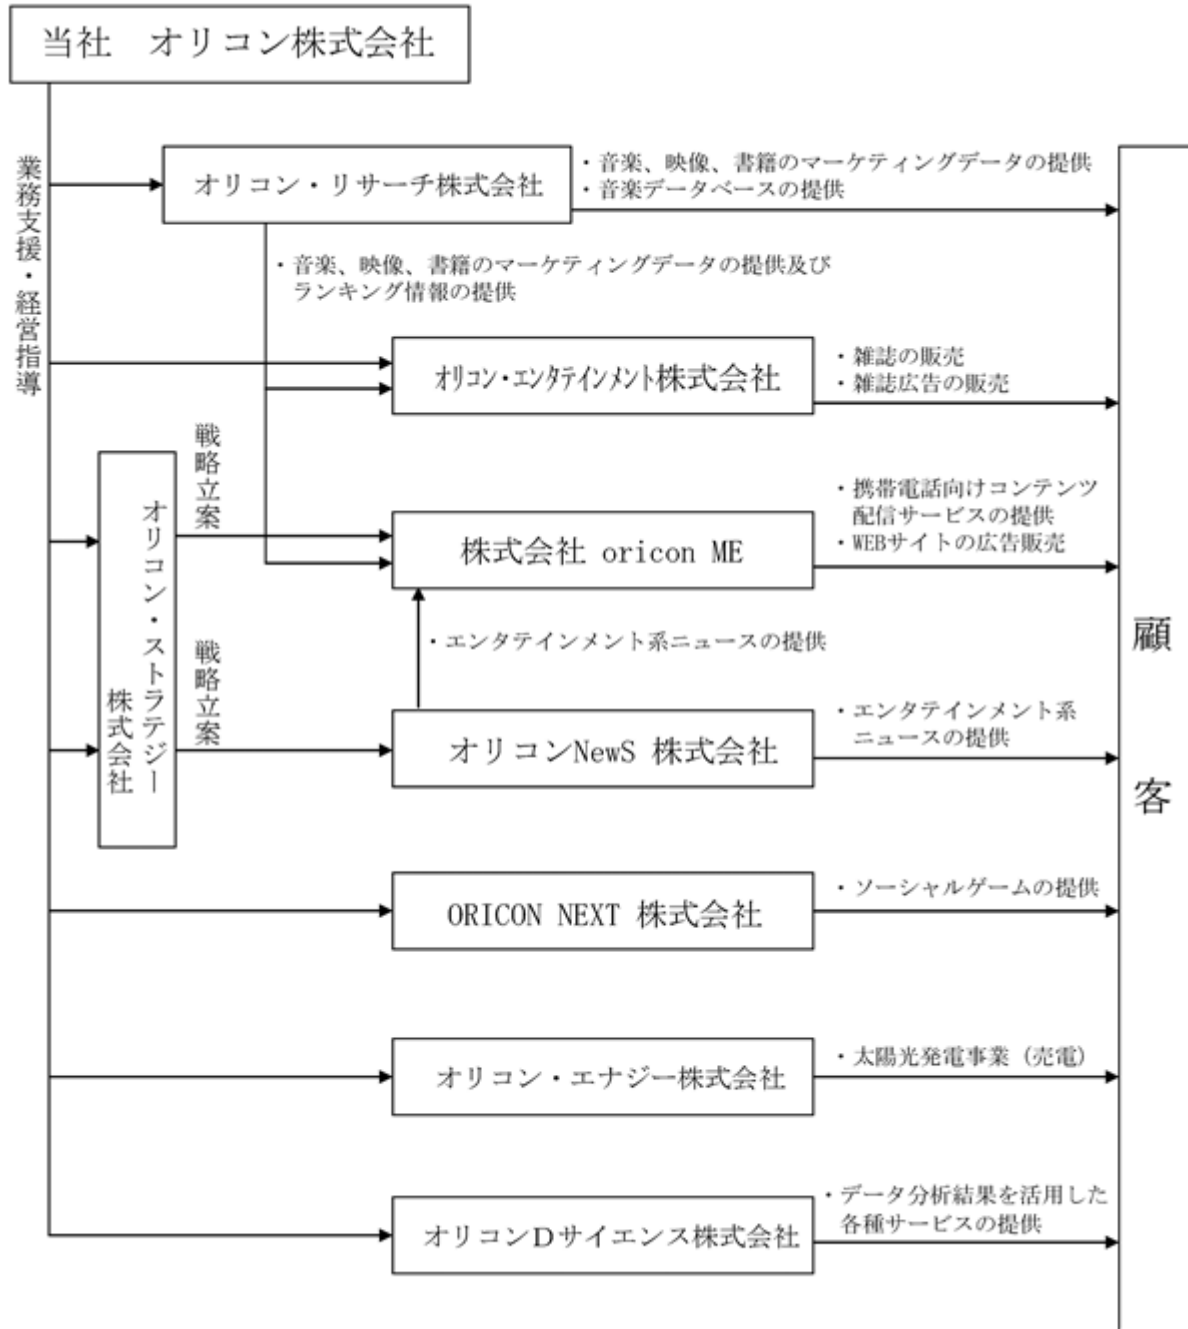 当社　オリコン株式会社
業務支援・経営指導
オリコン・リサーチ株式会社
・音楽、映像、書籍のマーケティングデータの提供
・音楽データベースの提供
・音楽、映像、書籍のマーケティングデータの提供及び
ランキング情報の提供
オリコン・エンタテインメント株式会社
・雑誌の販売
・雑誌広告の販売
オリコン・ストラテジー
株式会社
戦略立案
株式会社 oricon ME
・携帯電話向けコンテンツ
配信サービスの提供
・WEBサイトの広告販売
・エンタテインメント系ニュースの提供
戦略立案
オリコンNewS 株式会社
・エンタテインメント系
ニュースの提供
ORICON NEXT 株式会社
・ソーシャルゲームの提供
オリコン・エナジー株式会社
・太陽光発電事業（売電）
オリコンDサイエンス株式会社
・データ分析結果を活用した
各種サービスの提供
顧客